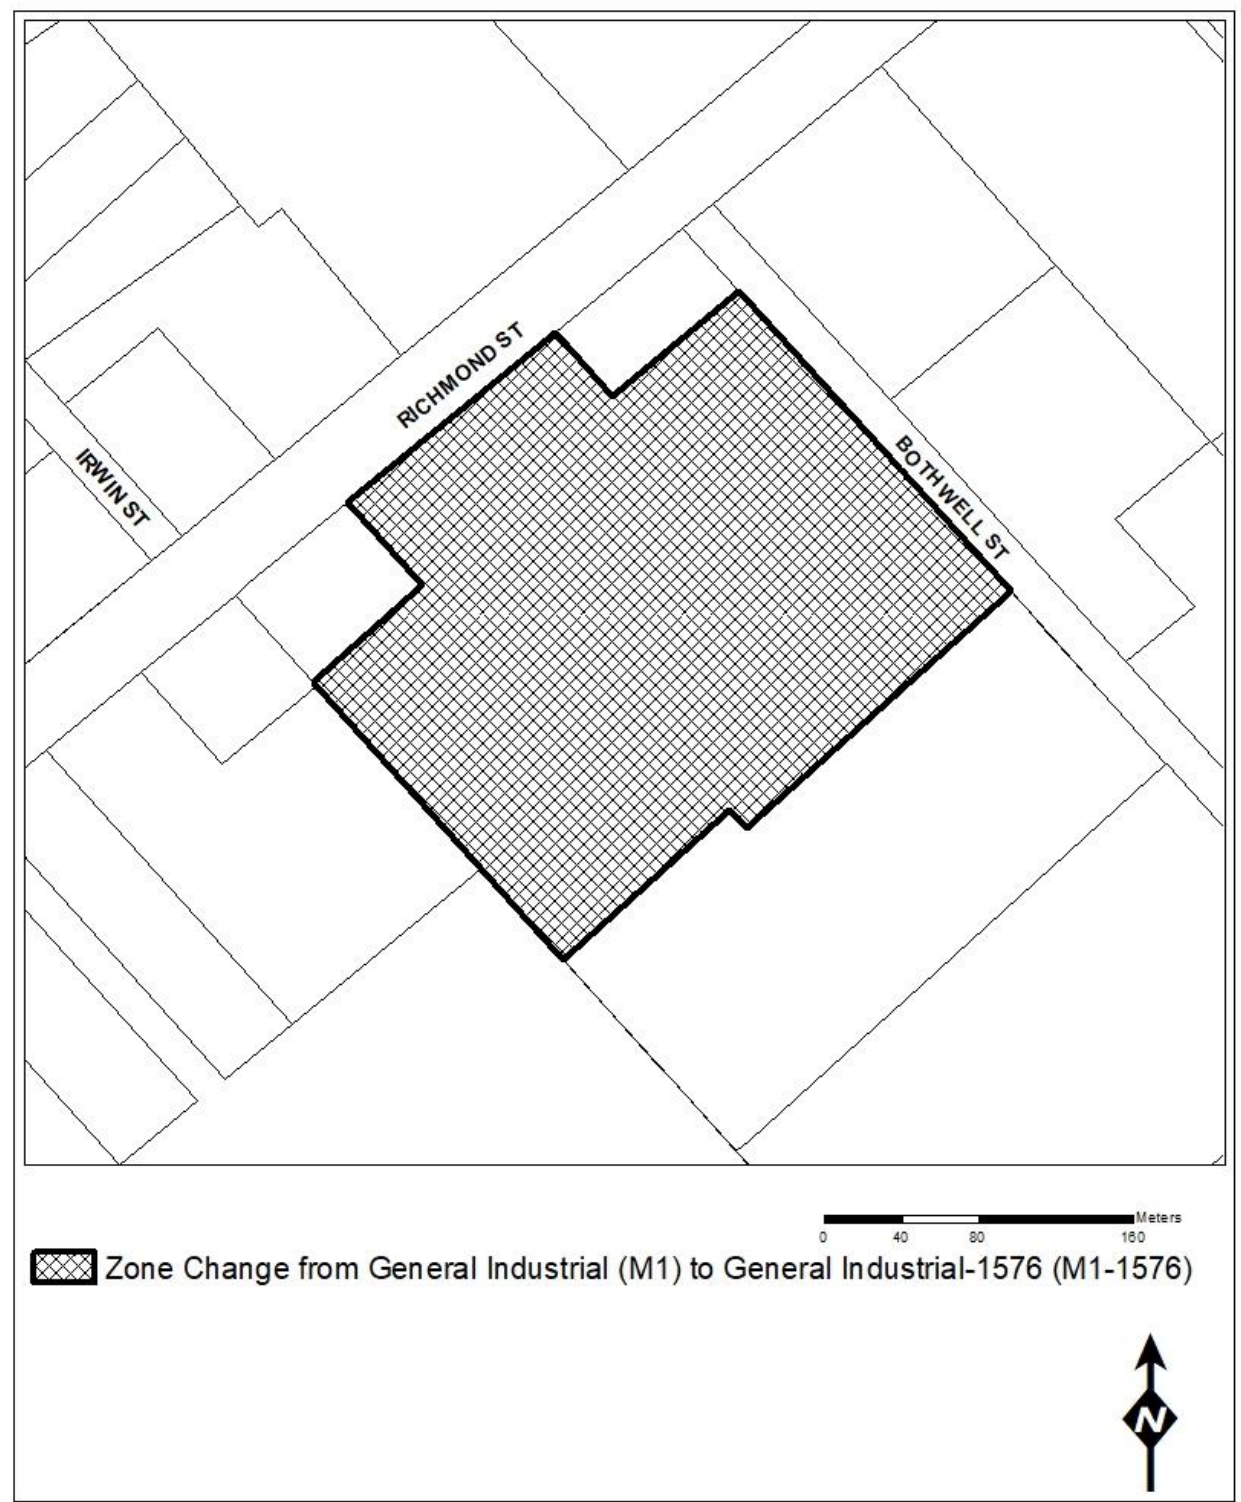 RICHMOND ST
IRWIN ST
BOTHWELL ST
Meters
0 40 80 160
Zone Change from General Industrial (M1) to General Industrial-1576 (M1-1576)
N